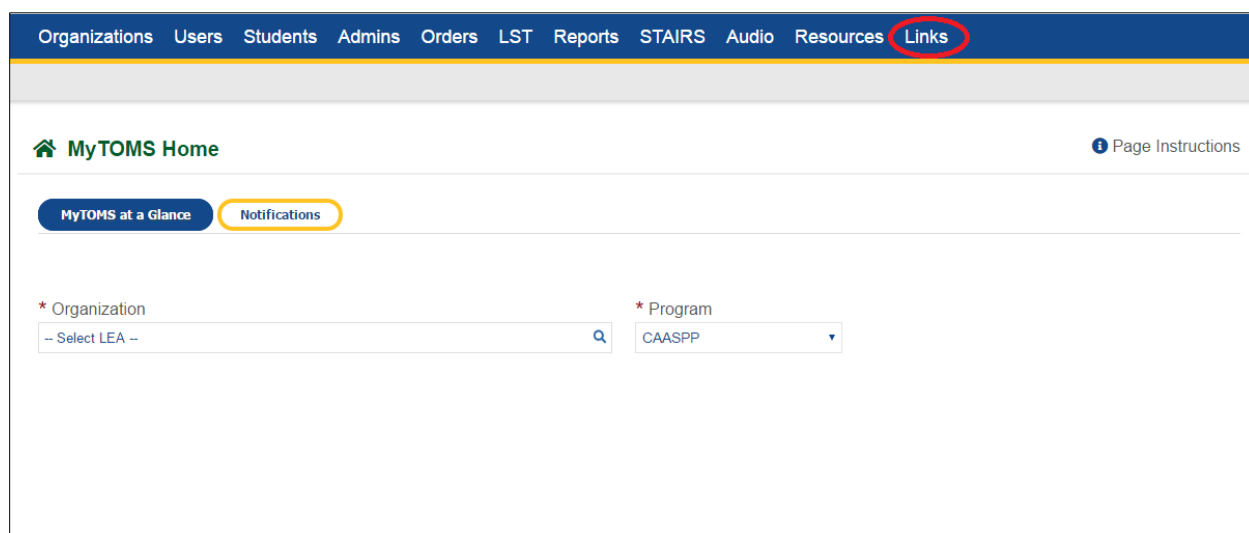 Organizations Users Students Admins Orders LST Reports STAIRS Audio Resources Links
MyTOMS Home
Page Instructions
MyTOMS at a Glance Notifications
* Organization * Program
-- Select LEA -- CAASPP